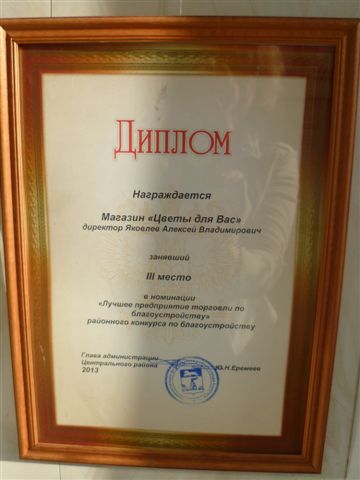 ДИПЛОМ
Награждается
Магазин «Цветы для Вас»
директор Яковлев Алексей Владимирович
занявший
III место
в номинации
«Лучшее предприятие торговли по
благоустройству»
районного конкурса по благоустройству
Глава администрации
Центрального района
Ю.Н.Еремеев
2013